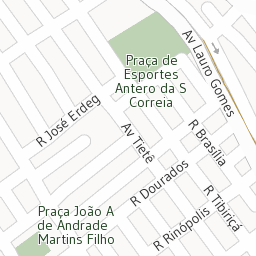 Praça de
Esportes
Antero da S
Correia
Av Lauro Gomes
R José Erdeg
Av Tietê
R Brasília
R Dourados
R Tibiriçá
R Rinópolis
Praça João A
de Andrade
Martins Filho